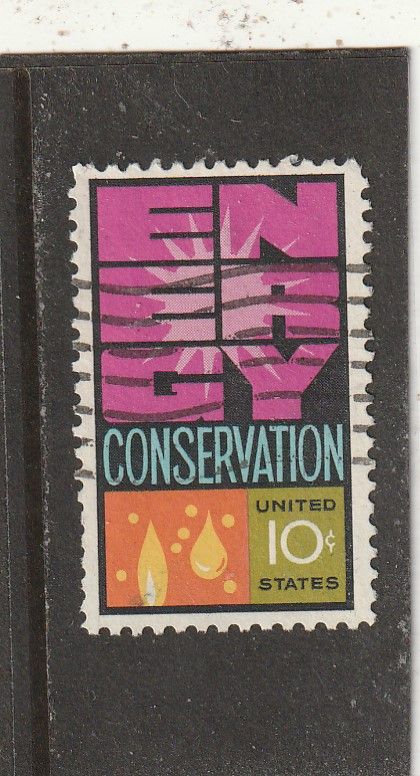 EN
ER
GY
CONSERVATION
UNITED
10¢
STATES